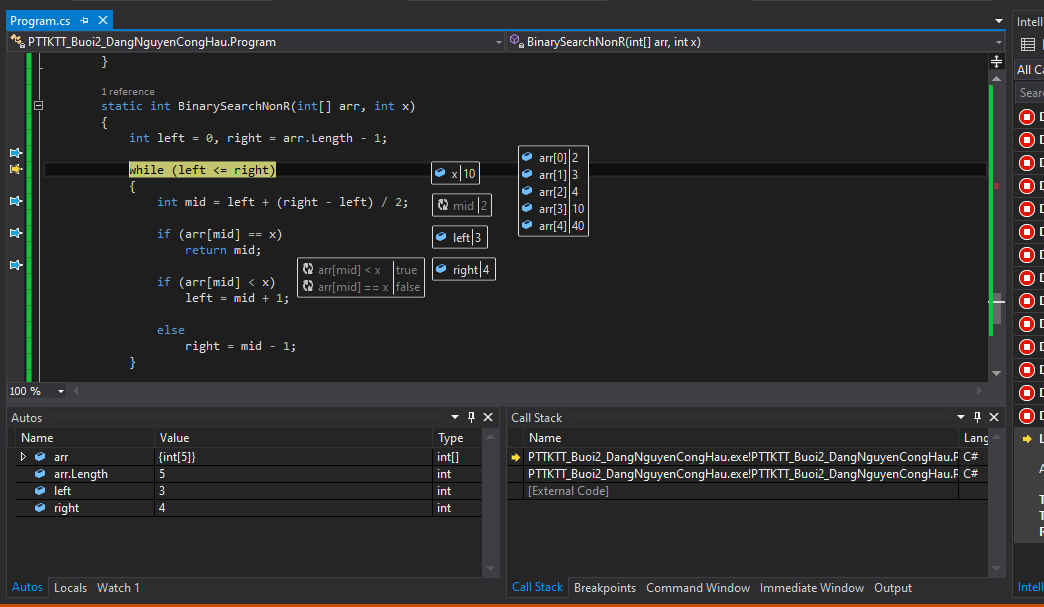 Program.cs
PTTKTT_Buoi2_DangNguyenCongHau.Program
BinarySearchNonR(int[] arr, int x)
}
1 reference
static int BinarySearchNonR(int[] arr, int x)
{
int left = 0, right = arr.Length - 1;
while (left <= right)
{
int mid = left + (right - left) / 2;
if (arr[mid] == x)
return mid;
if (arr[mid] < x)
left = mid + 1;
else
right = mid - 1;
}
x 10
mid 2
left 3
right 4
arr[mid] < x true
arr[mid] == x false
arr[0] 2
arr[1] 3
arr[2] 4
arr[3] 10
arr[4] 40
100 %
Autos
Name Value Type
arr {int[5]} int[]
arr.Length 5 int
left 3 int
right 4 int
Autos Locals Watch 1
Call Stack
Name Lang
PTTKTT_Buoi2_DangNguyenCongHau.exe!PTTKTT_Buoi2_DangNguyenCongHau.P C#
PTTKTT_Buoi2_DangNguyenCongHau.exe!PTTKTT_Buoi2_DangNguyenCongHau.P C#
[External Code]
Call Stack Breakpoints Command Window Immediate Window Output
Intell
All Ca
Sear
Intell